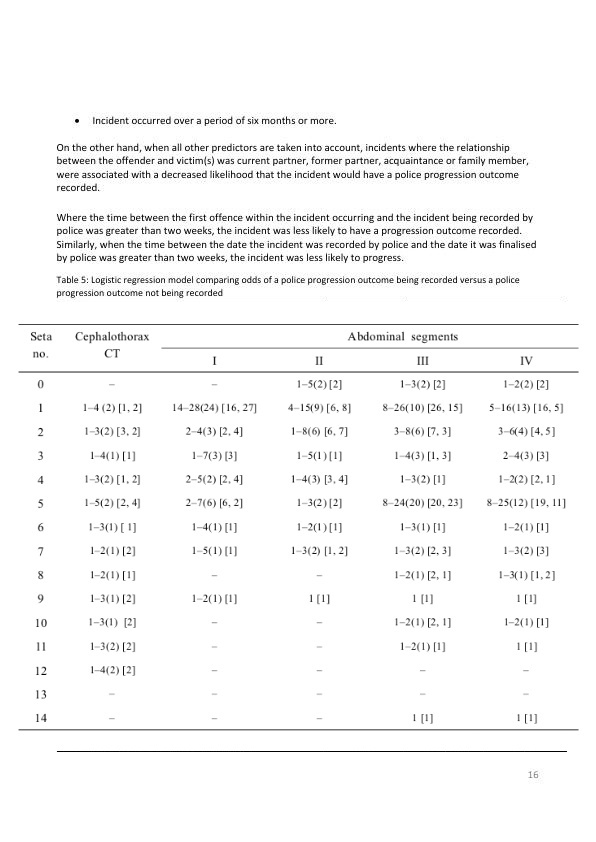 • Incident occurred over a period of six months or more.
On the other hand, when all other predictors are taken into account, incidents where the relationship
between the offender and victim(s) was current partner, former partner, acquaintance or family member,
were associated with a decreased likelihood that the incident would have a police progression outcome
recorded.
Where the time between the first offence within the incident occurring and the incident being recorded by
police was greater than two weeks, the incident was less likely to have a progression outcome recorded.
Similarly, when the time between the date the incident was recorded by police and the date it was finalised
by police was greater than two weeks, the incident was less likely to progress.
Table 5: Logistic regression model comparing odds of a police progression outcome being recorded versus a police
progression outcome not being recorded
Seta no. Cephalothorax CT Abdominal segments
I II III IV
0 – – 1–5(2) [2] 1–3(2) [2] 1–2(2) [2]
1 1–4 (2) [1, 2] 14–28(24) [16, 27] 4–15(9) [6, 8] 8–26(10) [26, 15] 5–16(13) [16, 5]
2 1–3(2) [3, 2] 2–4(3) [2, 4] 1–8(6) [6, 7] 3–8(6) [7, 3] 3–6(4) [4, 5]
3 1–4(1) [1] 1–7(3) [3] 1–5(1) [1] 1–4(3) [1, 3] 2–4(3) [3]
4 1–3(2) [1, 2] 2–5(2) [2, 4] 1–4(3) [3, 4] 1–3(2) [1] 1–2(2) [2, 1]
5 1–5(2) [2, 4] 2–7(6) [6, 2] 1–3(2) [2] 8–24(20) [20, 23] 8–25(12) [19, 11]
6 1–3(1) [ 1] 1–4(1) [1] 1–2(1) [1] 1–3(1) [1] 1–2(1) [1]
7 1–2(1) [2] 1–5(1) [1] 1–3(2) [1, 2] 1–3(2) [2, 3] 1–3(2) [3]
8 1–2(1) [1] – – 1–2(1) [2, 1] 1–3(1) [1, 2]
9 1–3(1) [2] 1–2(1) [1] 1 [1] 1 [1] 1 [1]
10 1–3(1) [2] – – 1–2(1) [2, 1] 1–2(1) [1]
11 1–3(2) [2] – – 1–2(1) [1] 1 [1]
12 1–4(2) [2] – – – –
13 – – – – –
14 – – – 1 [1] 1 [1]
16